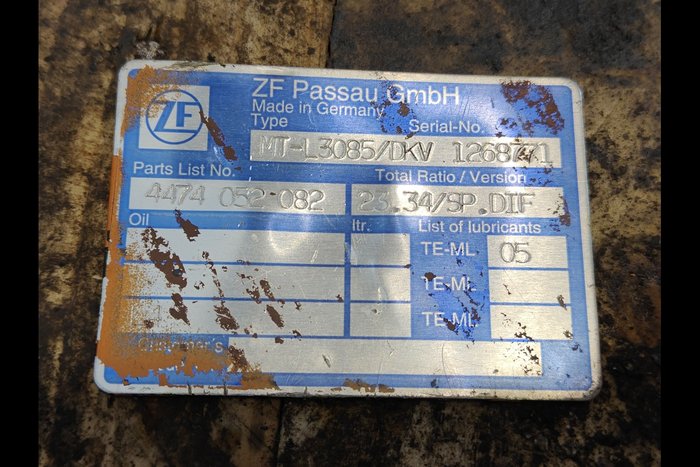 ZF
ZF Passau GmbH
Made in Germany
Type Serial-No.
MT-L3085/DKV
Parts List No. Total Ratio / Version
4474 052-082 23.34/SP.DIF
Oil ltr. List of lubricants
TE-ML 05
TE-ML
TE-ML